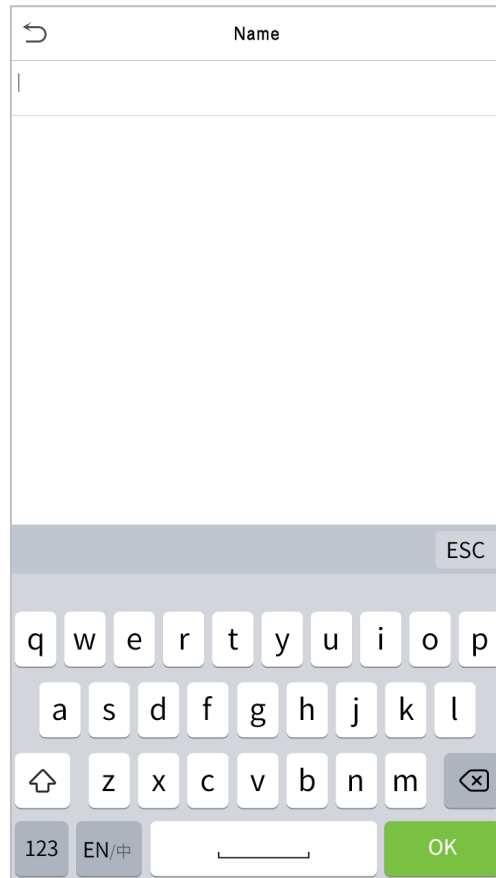 Name
ESC
q w e r t y u i o p
a s d f g h j k l
z x c v b n m
123 EN/中 OK